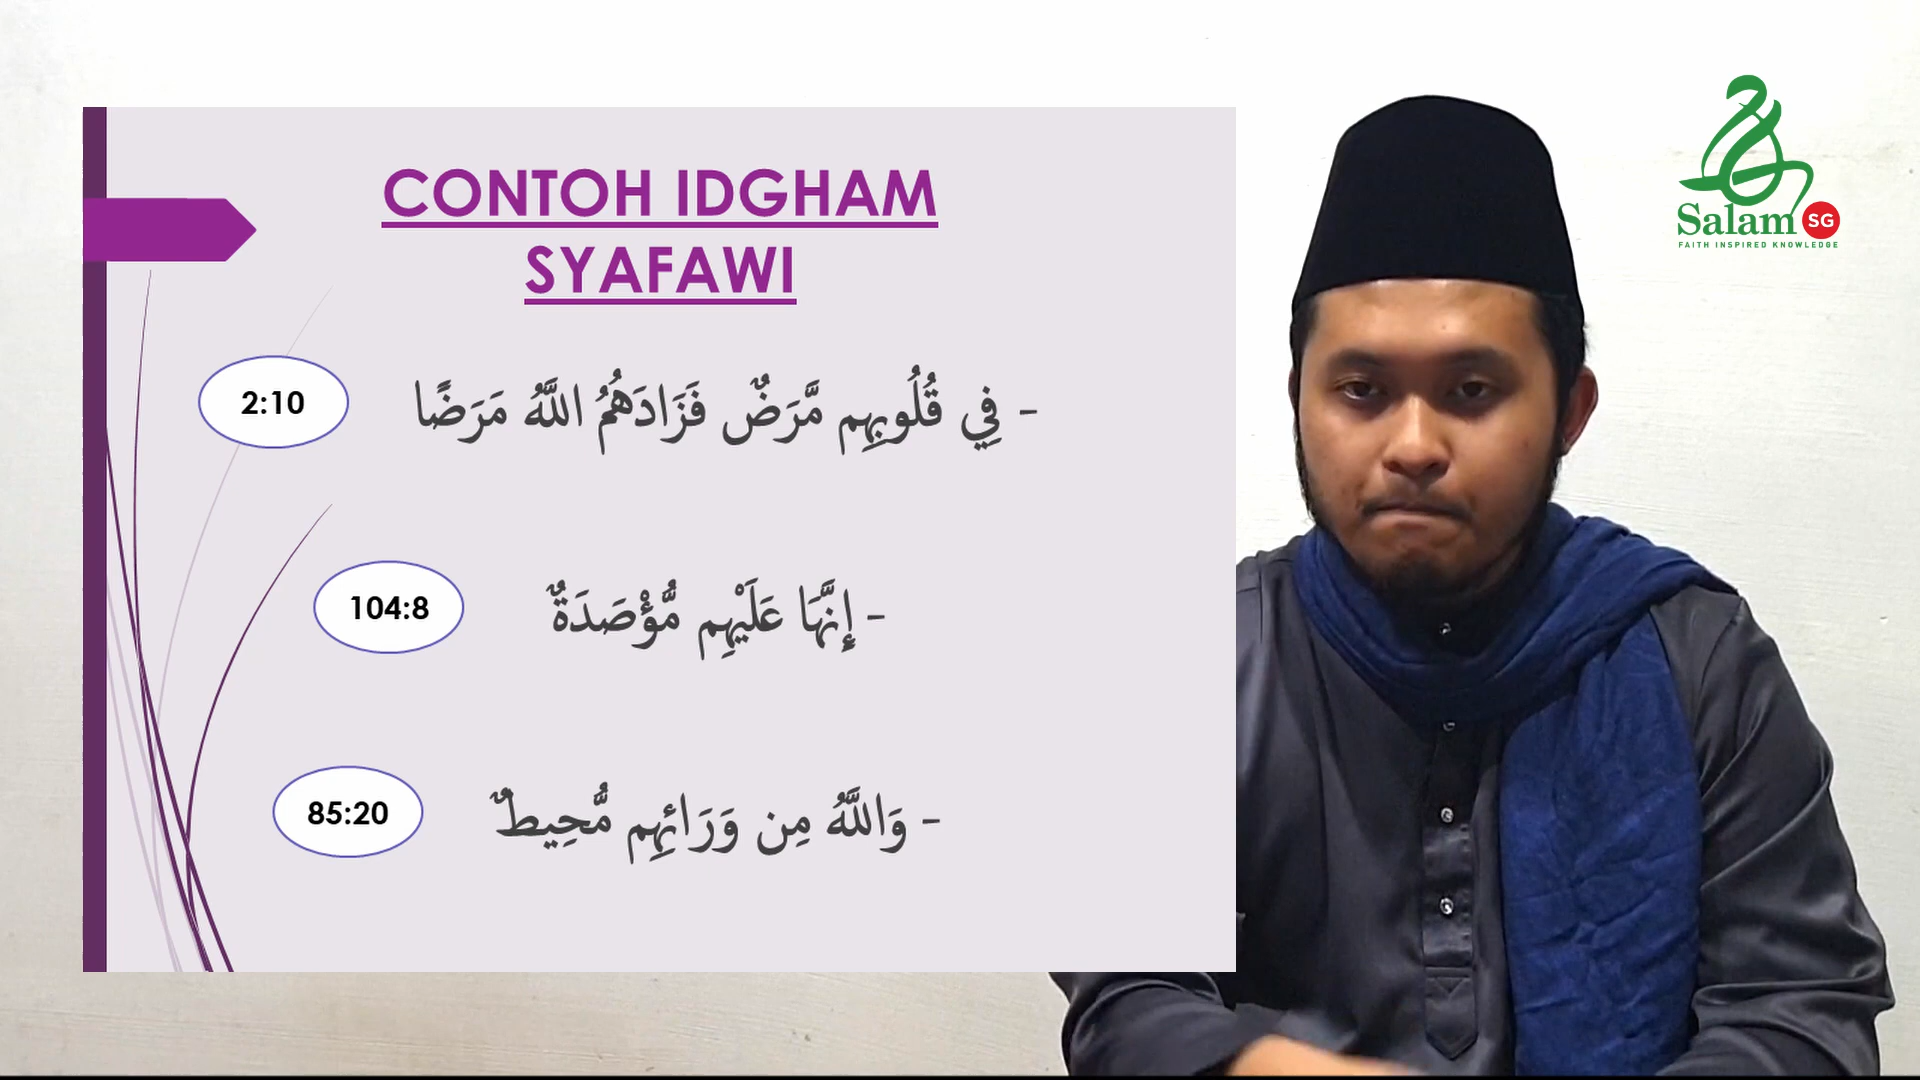 CONTOH IDGHAM
SYAFAWI
2:10
- فِي قُلُوبِهِم مَّرَضٌ فَزَادَهُمُ اللَّهُ مَرَضًا
104:8
- إِنَّهَا عَلَيْهِم مُّؤْصَدَةٌ
85:20
- وَاللَّهُ مِن وَرَائِهِم مُّحِيطٌ
Salam SG
FAITH INSPIRED KNOWLEDGE